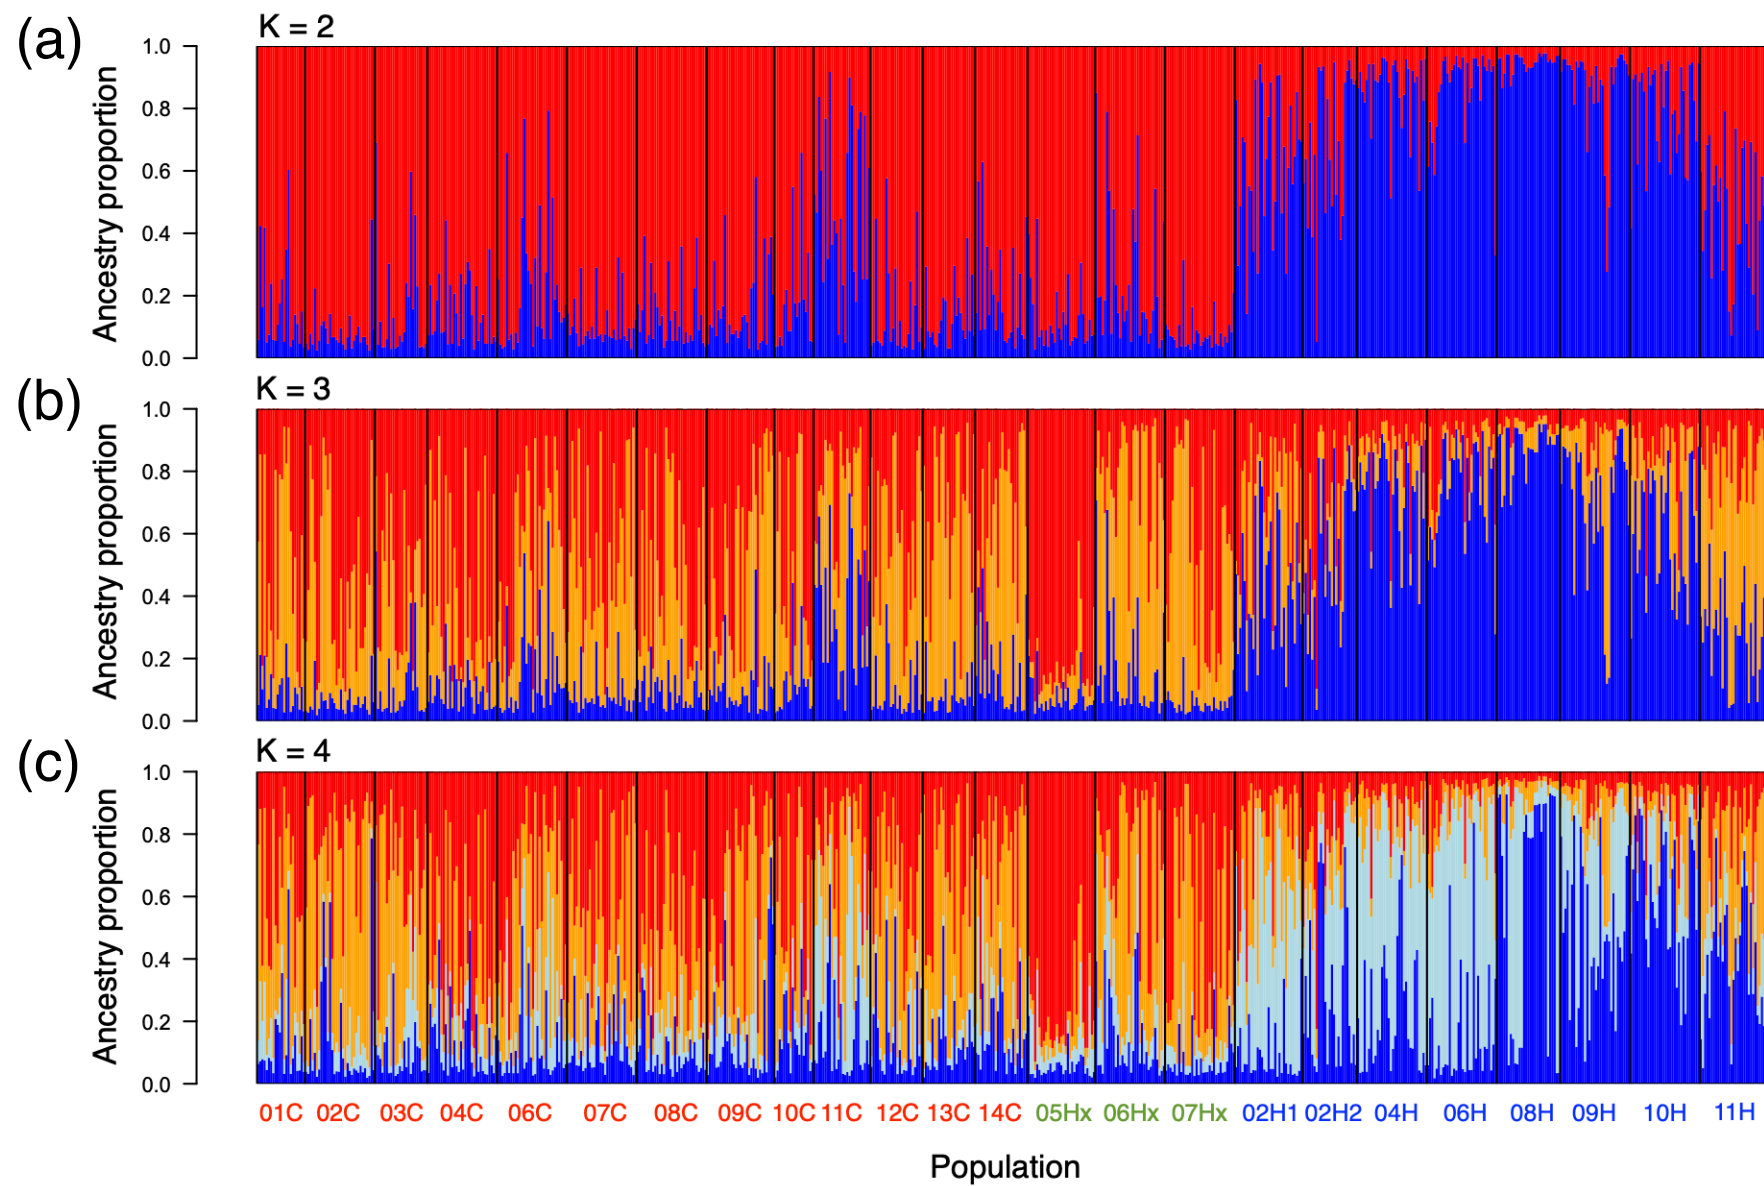 (a)
K = 2
1.0
0.8
0.6
0.4
0.2
0.0
Ancestry proportion
(b)
K = 3
1.0
0.8
0.6
0.4
0.2
0.0
Ancestry proportion
(c)
K = 4
1.0
0.8
0.6
0.4
0.2
0.0
Ancestry proportion
01C 02C 03C 04C 06C 07C 08C 09C 10C 11C 12C 13C 14C 05Hx 06Hx 07Hx 02H1 02H2 04H 06H 08H 09H 10H 11H
Population